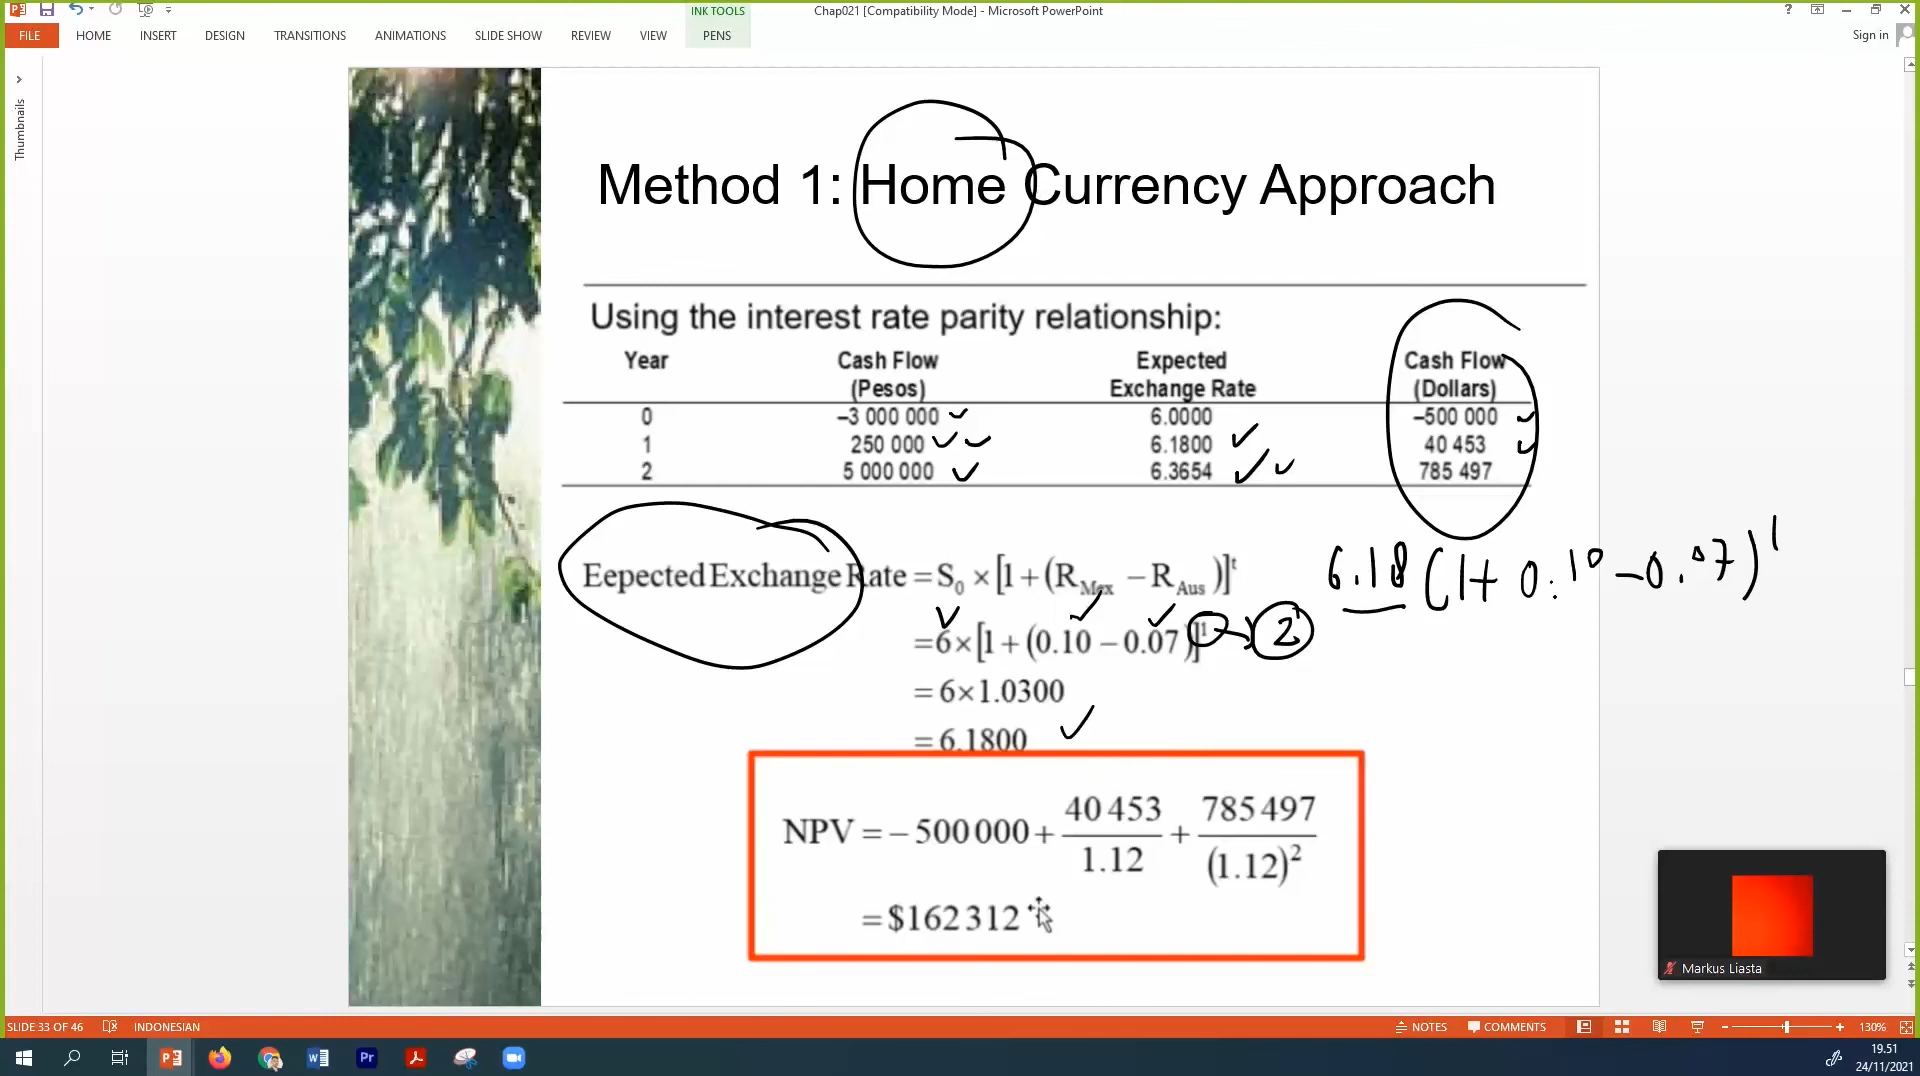 INK TOOLS
Chap021 [Compatibility Mode] - Microsoft PowerPoint
?
FILE HOME INSERT DESIGN TRANSITIONS ANIMATIONS SLIDE SHOW REVIEW VIEW PENS
Sign in
Thumbnails
Method 1: Home Currency Approach
Using the interest rate parity relationship:
Year Cash Flow (Pesos) Expected Exchange Rate Cash Flow (Dollars)
0 –3 000 000 6.0000 –500 000
1 250 000 6.1800 40 453
2 5 000 000 6.3654 785 497
Eepected Exchange Rate = S₀ × [1 + (R_Mex − R_Aus)]ᵗ
= 6 × [1 + (0.10 − 0.07)]¹ 2
6.18 (1 + 0.10 − 0.07)¹
= 6 × 1.0300
= 6.1800
NPV = − 500 000 + 40 453 / 1.12 + 785 497 / (1.12)²
= $162 312
Markus Liasta
SLIDE 33 OF 46 INDONESIAN NOTES COMMENTS 130%
Pr
19.51
24/11/2021